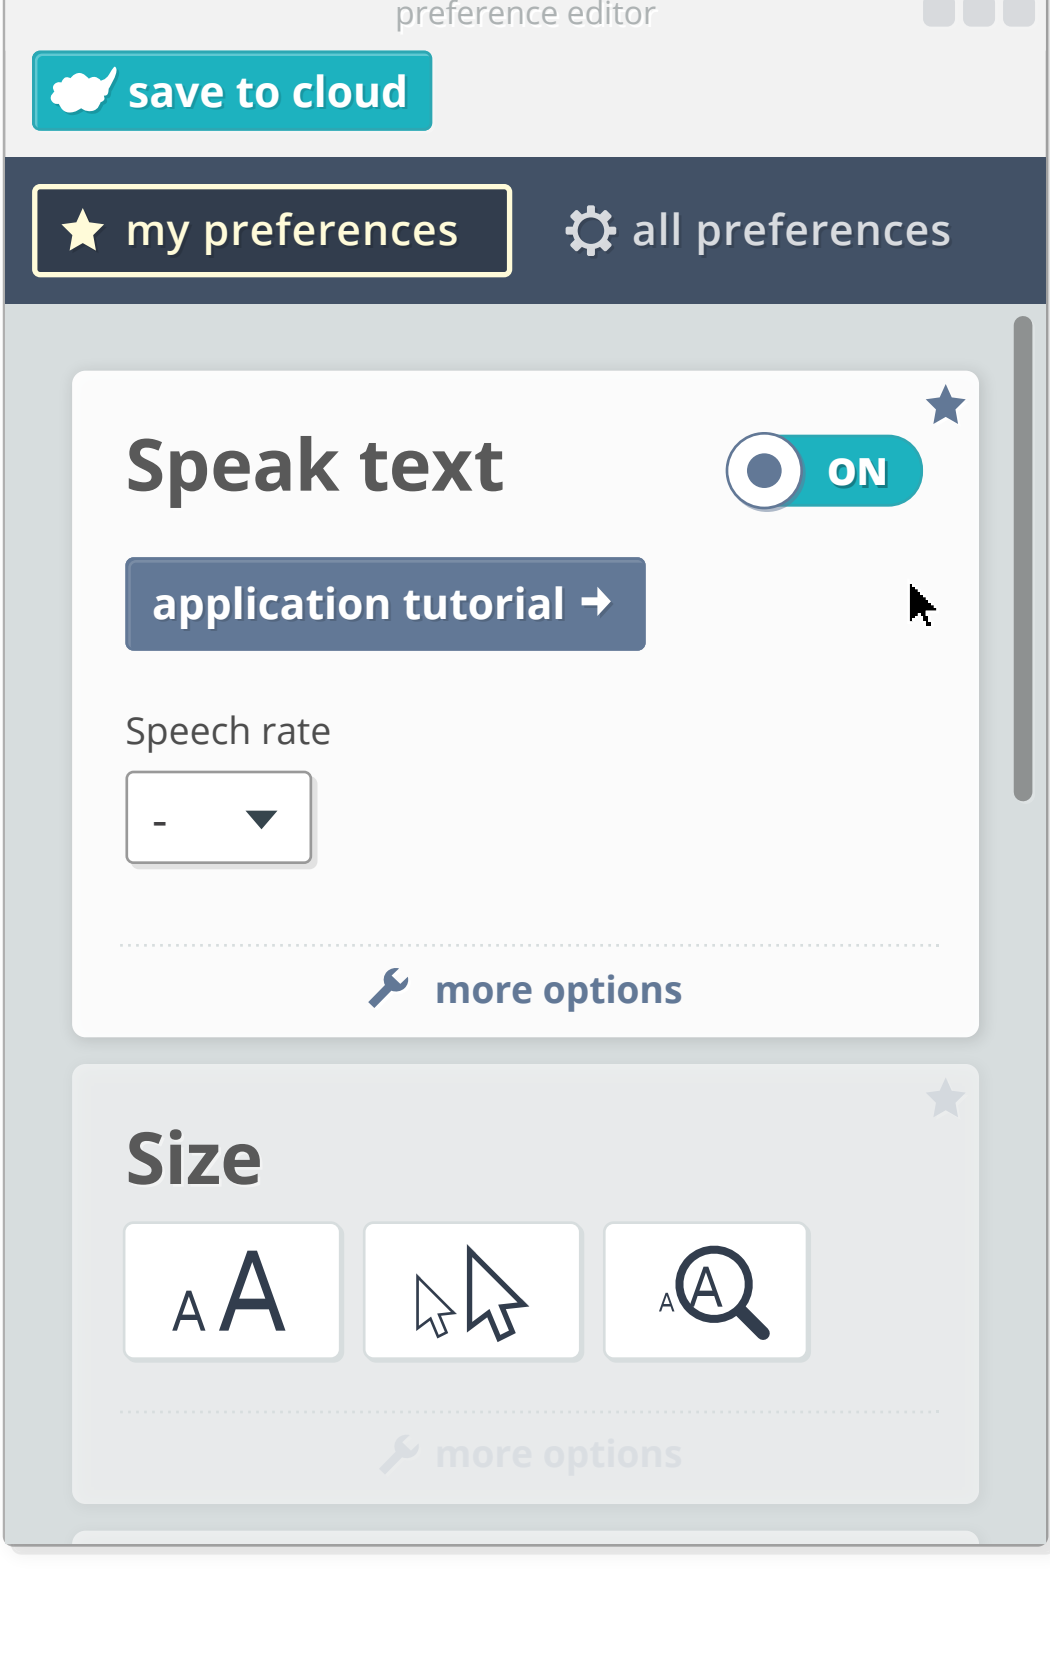 preference editor
save to cloud
my preferences
all preferences
Speak text
ON
application tutorial
Speech rate
-
more options
Size
A A
A A
more options